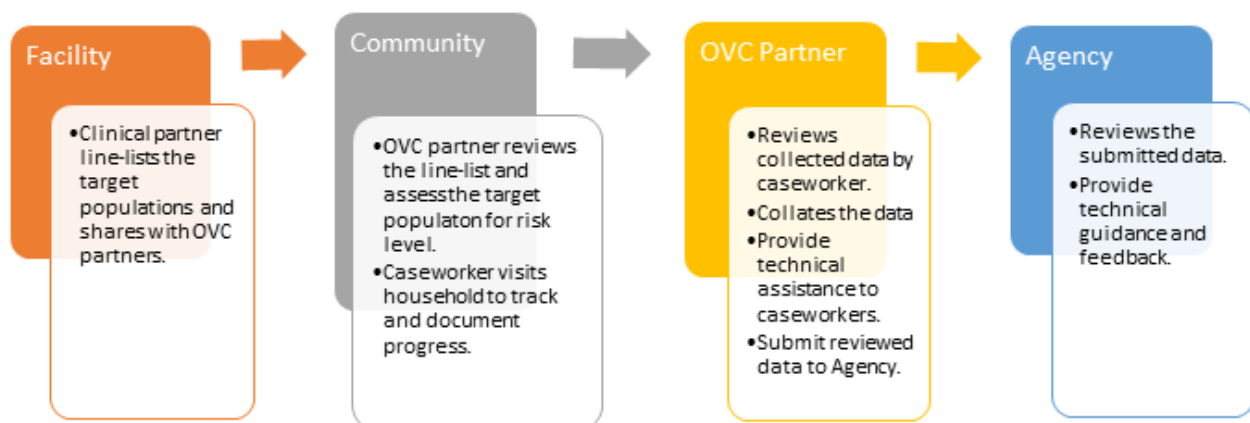 Facility
•Clinical partner
line-lists the
target
populations and
shares with OVC
partners.
Community
•OVC partner reviews
the line-list and
assessthe target
populaton for risk
level.
•Caseworker visits
household to track
and document
progress.
OVC Partner
•Reviews
collected data by
caseworker.
•Collates the data
•Provide
technical
assistance to
caseworkers.
•Submit reviewed
data to Agency.
Agency
•Reviews the
submitted data.
•Provide
technical
guidance and
feedback.